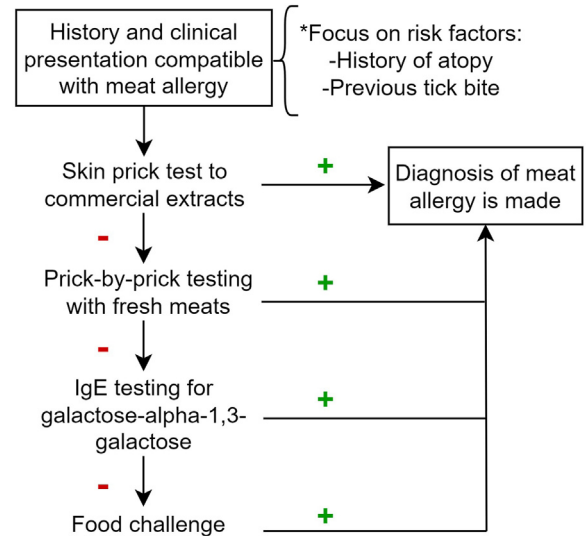 History and clinical
presentation compatible
with meat allergy
*Focus on risk factors:
-History of atopy
-Previous tick bite
Skin prick test to
commercial extracts
+
Diagnosis of meat
allergy is made
-
Prick-by-prick testing
with fresh meats
+
-
IgE testing for
galactose-alpha-1,3-
galactose
+
-
Food challenge
+